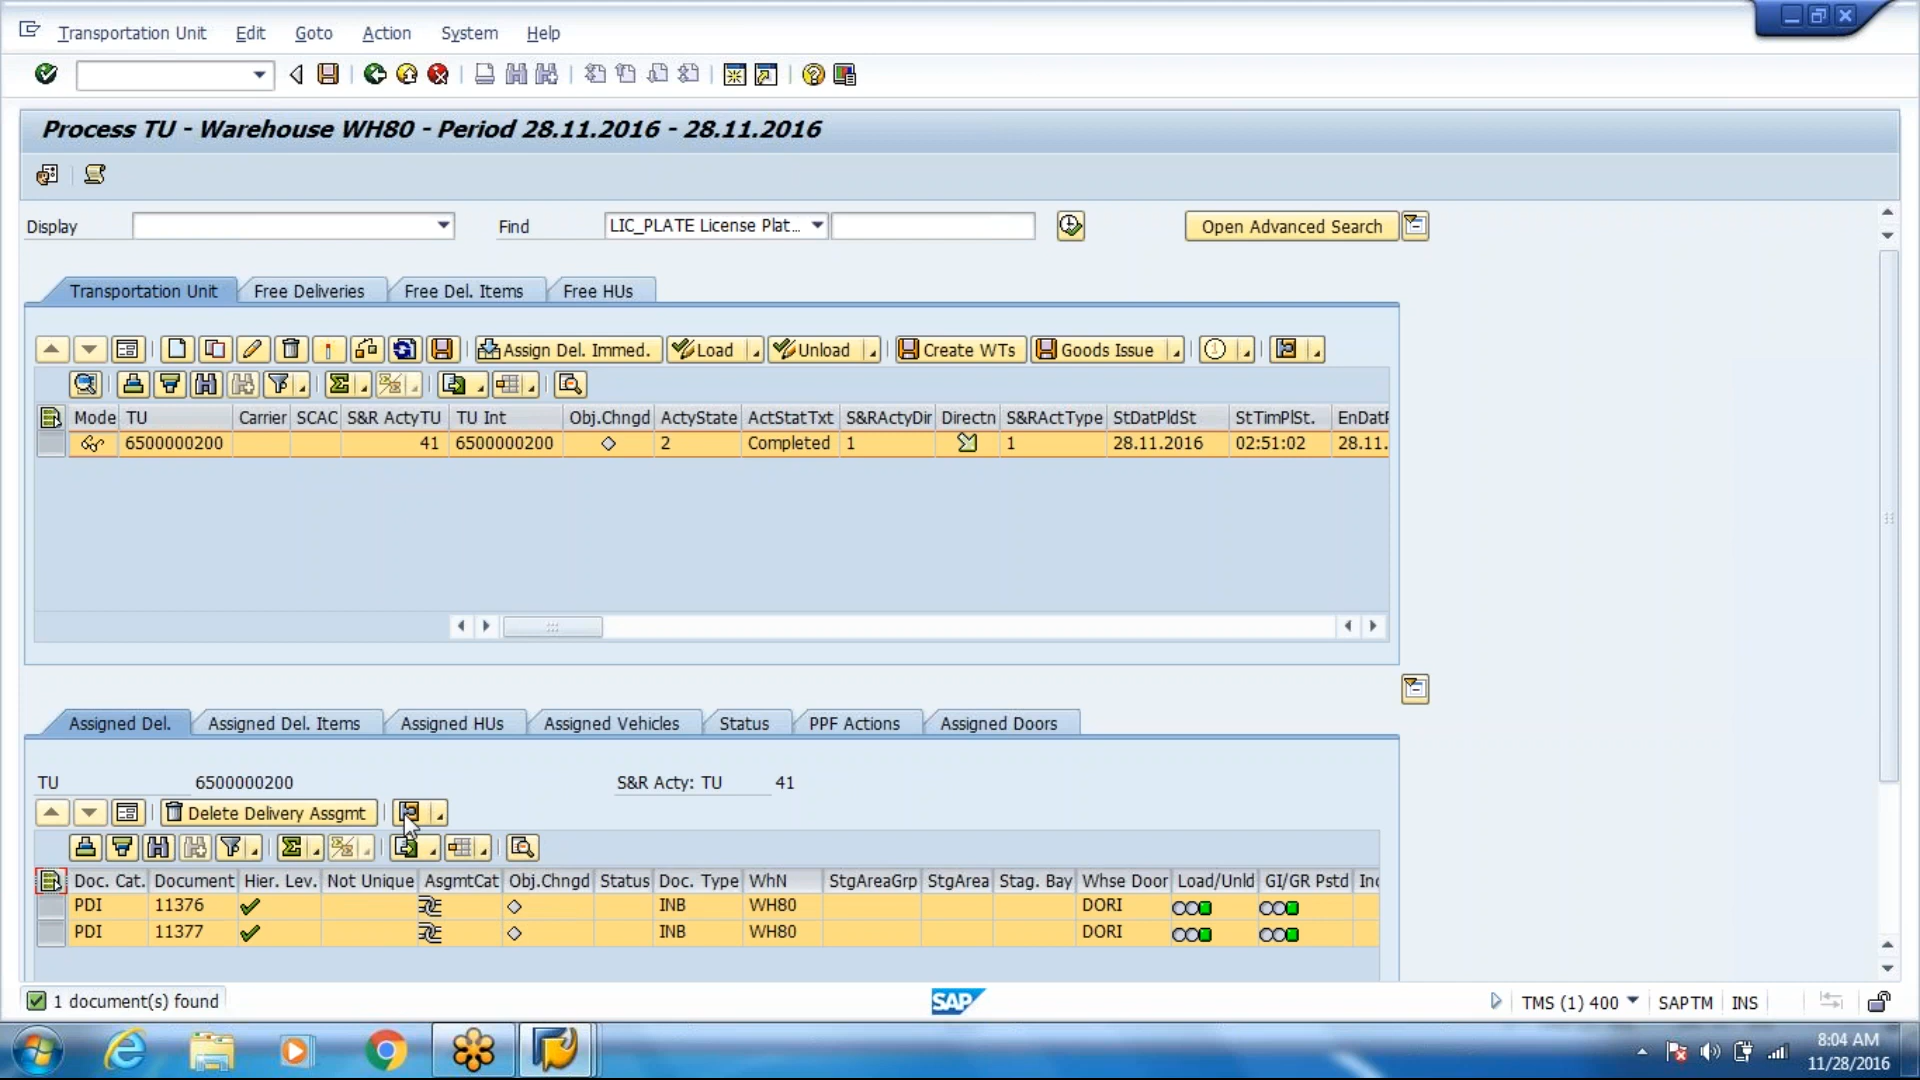 Transportation Unit Edit Goto Action System Help
Process TU - Warehouse WH80 - Period 28.11.2016 - 28.11.2016
Display Find LIC_PLATE License Plat... Open Advanced Search
Transportation Unit Free Deliveries Free Del. Items Free HUs
Assign Del. Immed. Load Unload Create WTs Goods Issue
Mode TU Carrier SCAC S&R ActyTU TU Int Obj.Chngd ActyState ActStatTxt S&RActyDir Directn S&RActType StDatPldSt StTimPlSt. EnDatP
6500000200 41 6500000200 2 Completed 1 1 28.11.2016 02:51:02 28.11.
Assigned Del. Assigned Del. Items Assigned HUs Assigned Vehicles Status PPF Actions Assigned Doors
TU 6500000200 S&R Acty: TU 41
Delete Delivery Assgmt
Doc. Cat. Document Hier. Lev. Not Unique AsgmtCat Obj.Chngd Status Doc. Type WhN StgAreaGrp StgArea Stag. Bay Whse Door Load/Unld GI/GR Pstd Inc
PDI 11376 INB WH80 DORI
PDI 11377 INB WH80 DORI
1 document(s) found SAP TMS (1) 400 SAPTM INS
8:04 AM
11/28/2016